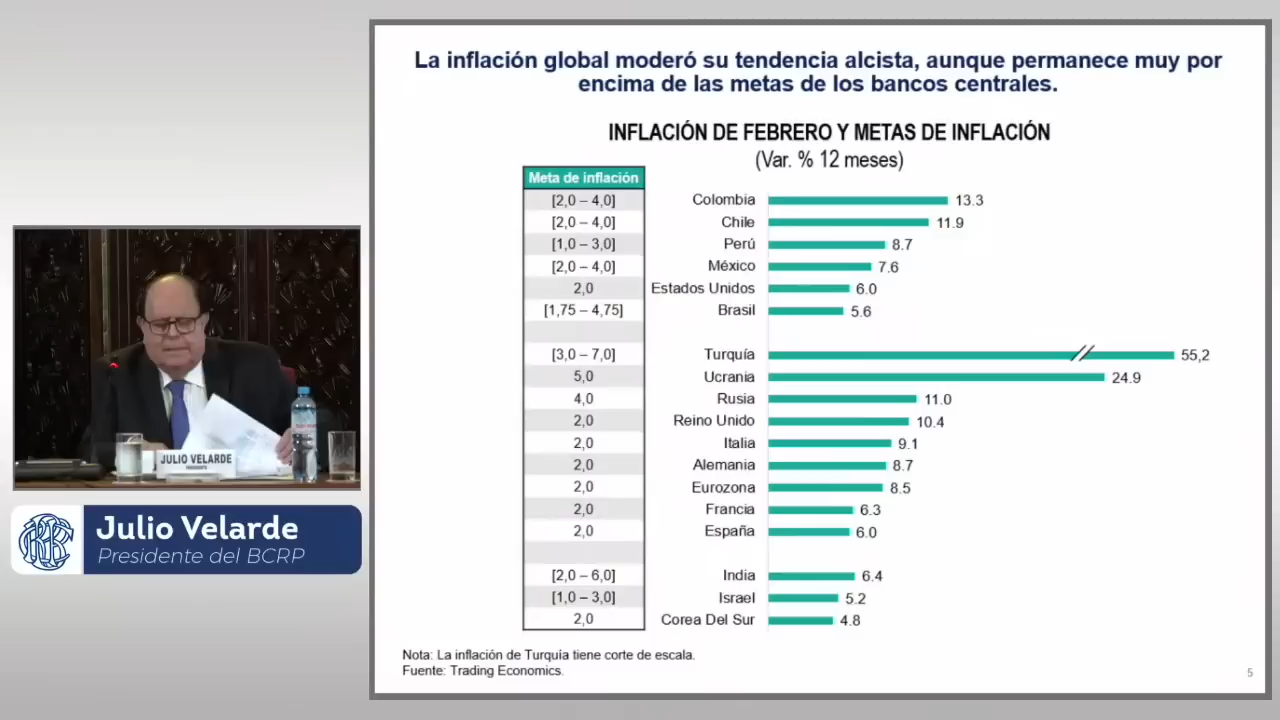 La inflación global moderó su tendencia alcista, aunque permanece muy por
encima de las metas de los bancos centrales.
INFLACIÓN DE FEBRERO Y METAS DE INFLACIÓN
(Var. % 12 meses)
Meta de inflación
[2,0 – 4,0] Colombia 13.3
[2,0 – 4,0] Chile 11.9
[1,0 – 3,0] Perú 8.7
[2,0 – 4,0] México 7.6
2,0 Estados Unidos 6.0
[1,75 – 4,75] Brasil 5.6
[3,0 – 7,0] Turquía 55,2
5,0 Ucrania 24.9
4,0 Rusia 11.0
2,0 Reino Unido 10.4
2,0 Italia 9.1
2,0 Alemania 8.7
2,0 Eurozona 8.5
2,0 Francia 6.3
2,0 España 6.0
[2,0 – 6,0] India 6.4
[1,0 – 3,0] Israel 5.2
2,0 Corea Del Sur 4.8
Nota: La inflación de Turquía tiene corte de escala.
Fuente: Trading Economics.
5
JULIO VELARDE
PRESIDENTE
Julio Velarde
Presidente del BCRP